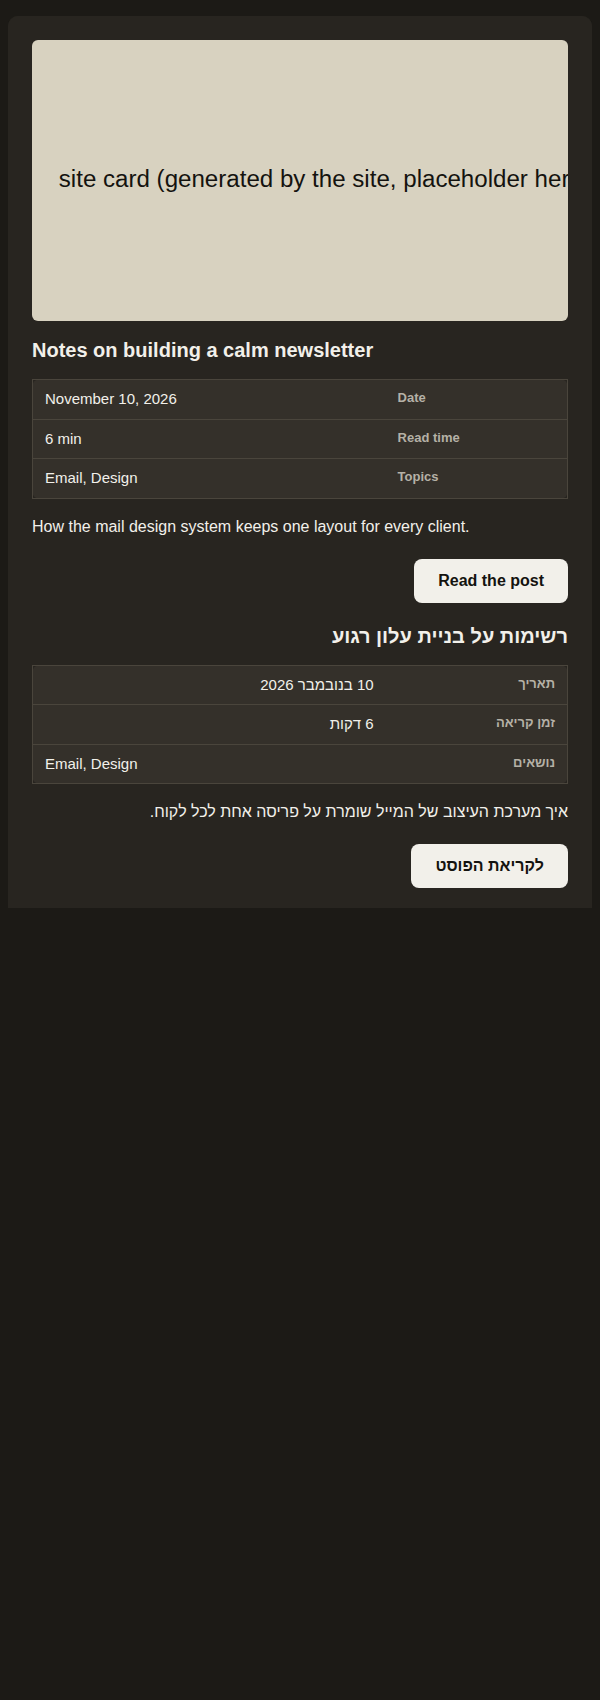 site card (generated by the site, placeholder her
Notes on building a calm newsletter
Date November 10, 2026
Read time 6 min
Topics Email, Design
How the mail design system keeps one layout for every client.
Read the post
רשימות על בניית עלון רגוע
תאריך 10 בנובמבר 2026
זמן קריאה 6 דקות
נושאים Email, Design
איך מערכת העיצוב של המייל שומרת על פריסה אחת לכל לקוח.
לקריאת הפוסט